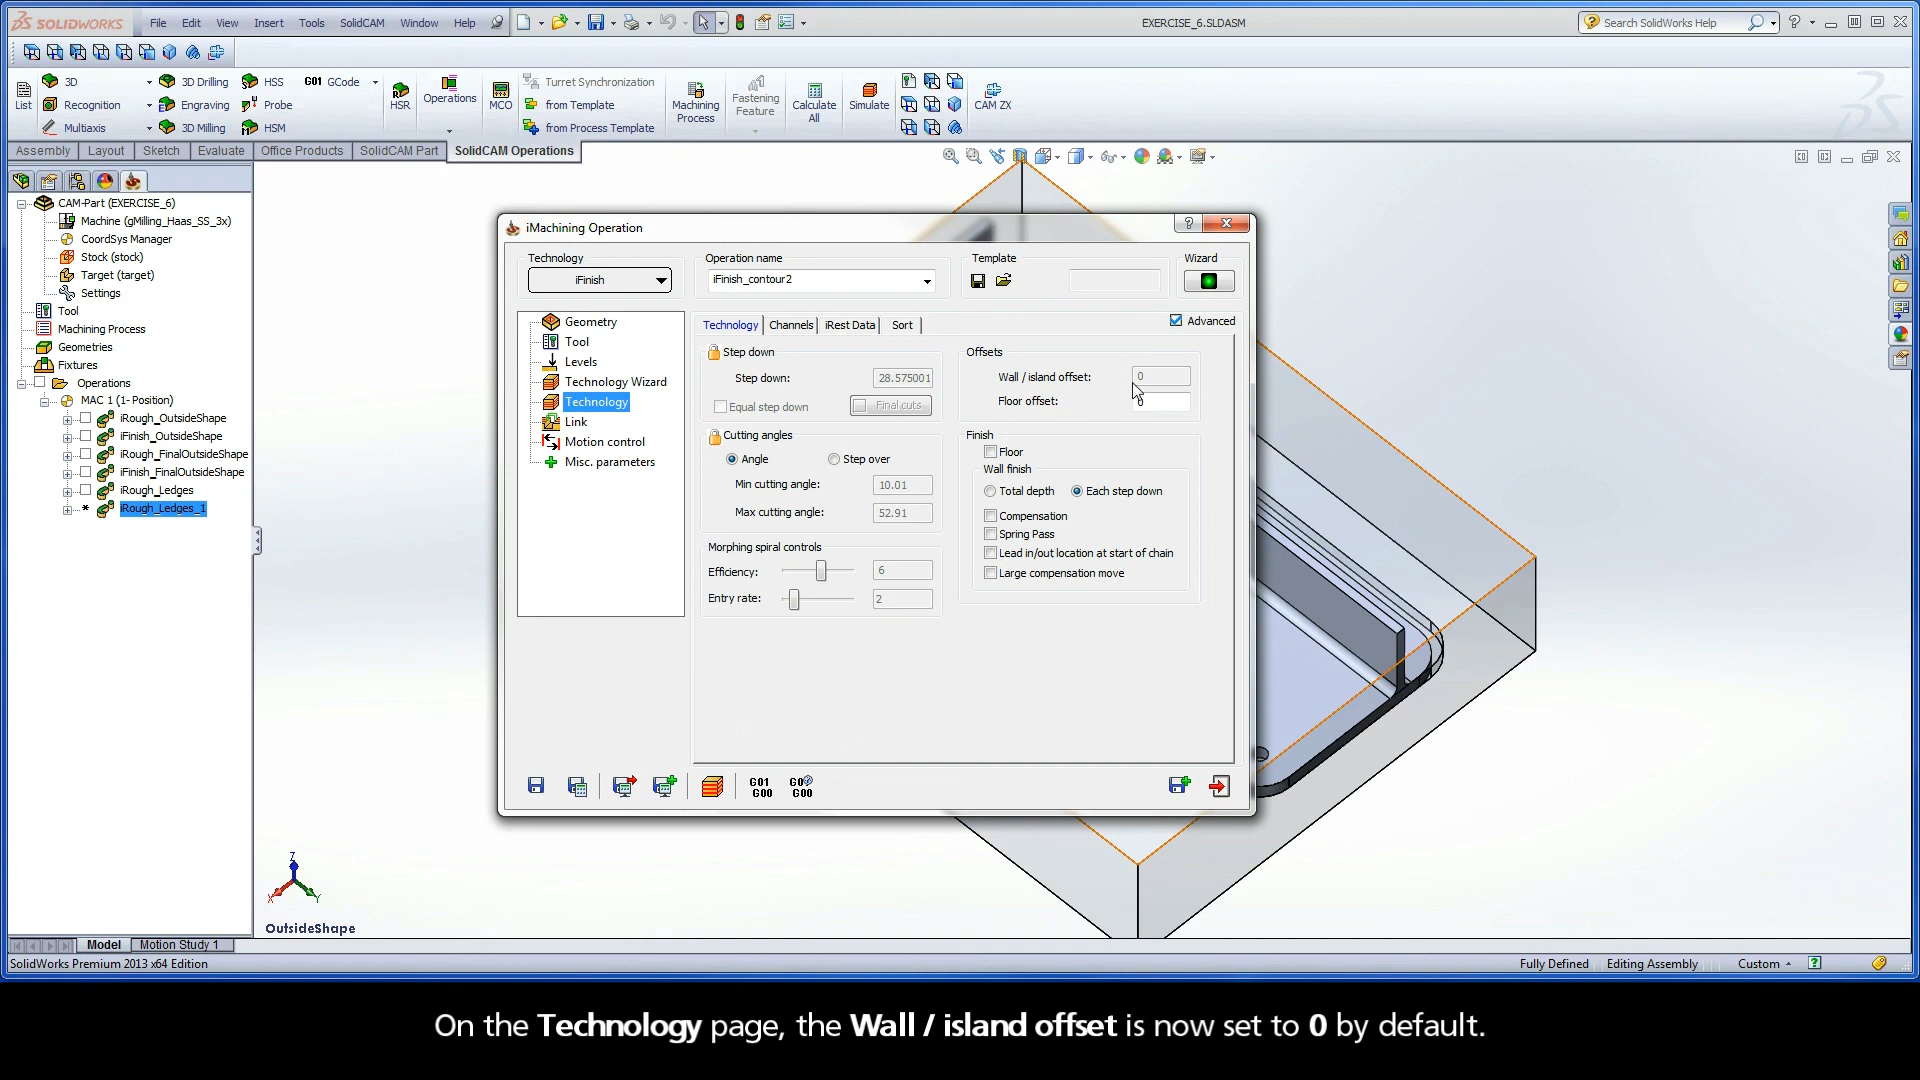 SOLIDWORKS File Edit View Insert Tools SolidCAM Window Help EXERCISE_6.SLDASM Search SolidWorks Help
3D 3D Drilling HSS G01 GCode Turret Synchronization
List Recognition Engraving Probe HSR Operations MCO from Template Machining Process Fastening Feature Calculate All Simulate CAM ZX
Multiaxis 3D Milling HSM from Process Template
Assembly Layout Sketch Evaluate Office Products SolidCAM Part SolidCAM Operations
CAM-Part (EXERCISE_6)
Machine (gMilling_Haas_SS_3x)
CoordSys Manager
Stock (stock)
Target (target)
Settings
Tool
Machining Process
Geometries
Fixtures
Operations
MAC 1 (1- Position)
iRough_OutsideShape
iFinish_OutsideShape
iRough_FinalOutsideShape
iFinish_FinalOutsideShape
iRough_Ledges
* iRough_Ledges_1
iMachining Operation
Technology Operation name Template Wizard
iFinish iFinish_contour2
Geometry
Tool
Levels
Technology Wizard
Technology
Link
Motion control
Misc. parameters
Technology Channels iRest Data Sort Advanced
Step down
Step down: 28.575001
Equal step down Final cuts
Cutting angles
Angle Step over
Min cutting angle: 10.01
Max cutting angle: 52.91
Morphing spiral controls
Efficiency: 6
Entry rate: 2
Offsets
Wall / island offset: 0
Floor offset: 0
Finish
Floor
Wall finish
Total depth Each step down
Compensation
Spring Pass
Lead in/out location at start of chain
Large compensation move
G01 G00
G00
Z
X Y
OutsideShape
Model Motion Study 1
SolidWorks Premium 2013 x64 Edition Fully Defined Editing Assembly Custom
On the Technology page, the Wall / island offset is now set to 0 by default.